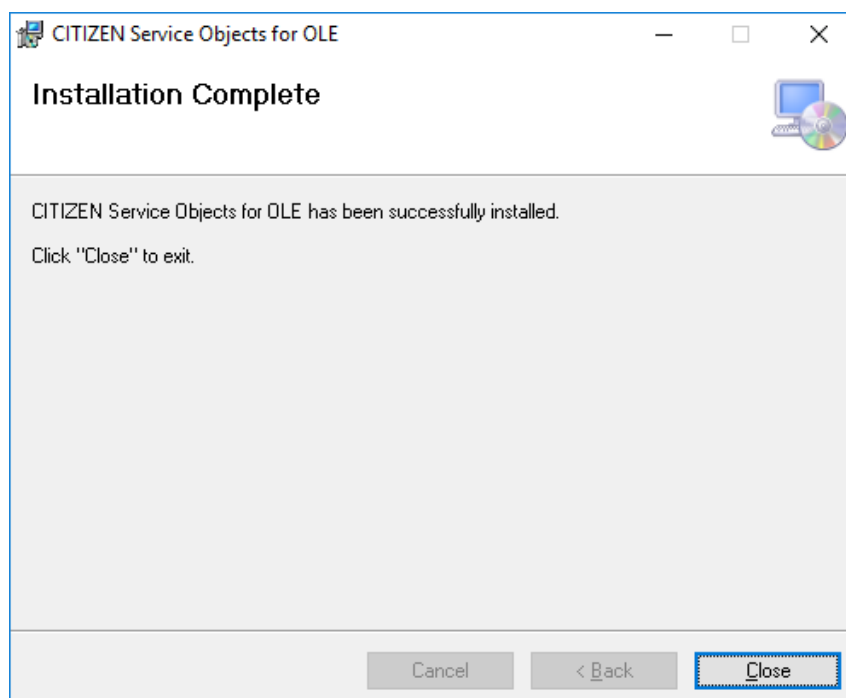 CITIZEN Service Objects for OLE
Installation Complete
CITIZEN Service Objects for OLE has been successfully installed.
Click "Close" to exit.
Cancel
< Back
Close